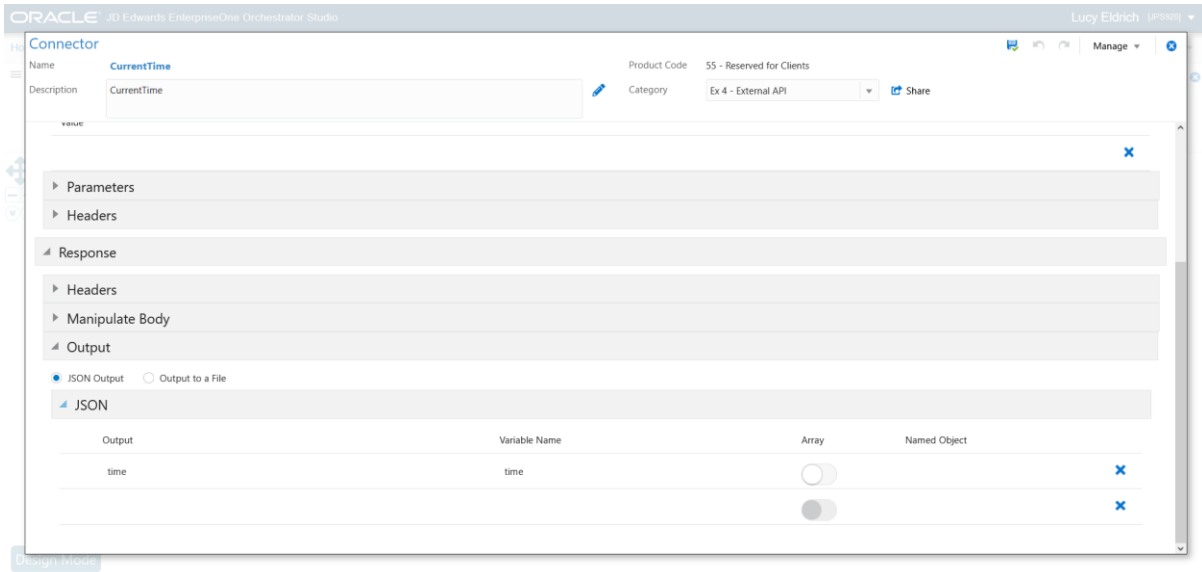 ORACLE JD Edwards EnterpriseOne Orchestrator Studio Lucy Eldrich [JPS920]
Connector Manage
Name CurrentTime Product Code 55 - Reserved for Clients
Description CurrentTime Category Ex 4 - External API Share
Value
Parameters
Headers
Response
Headers
Manipulate Body
Output
JSON Output Output to a File
JSON
Output Variable Name Array Named Object
time time
Design Mode